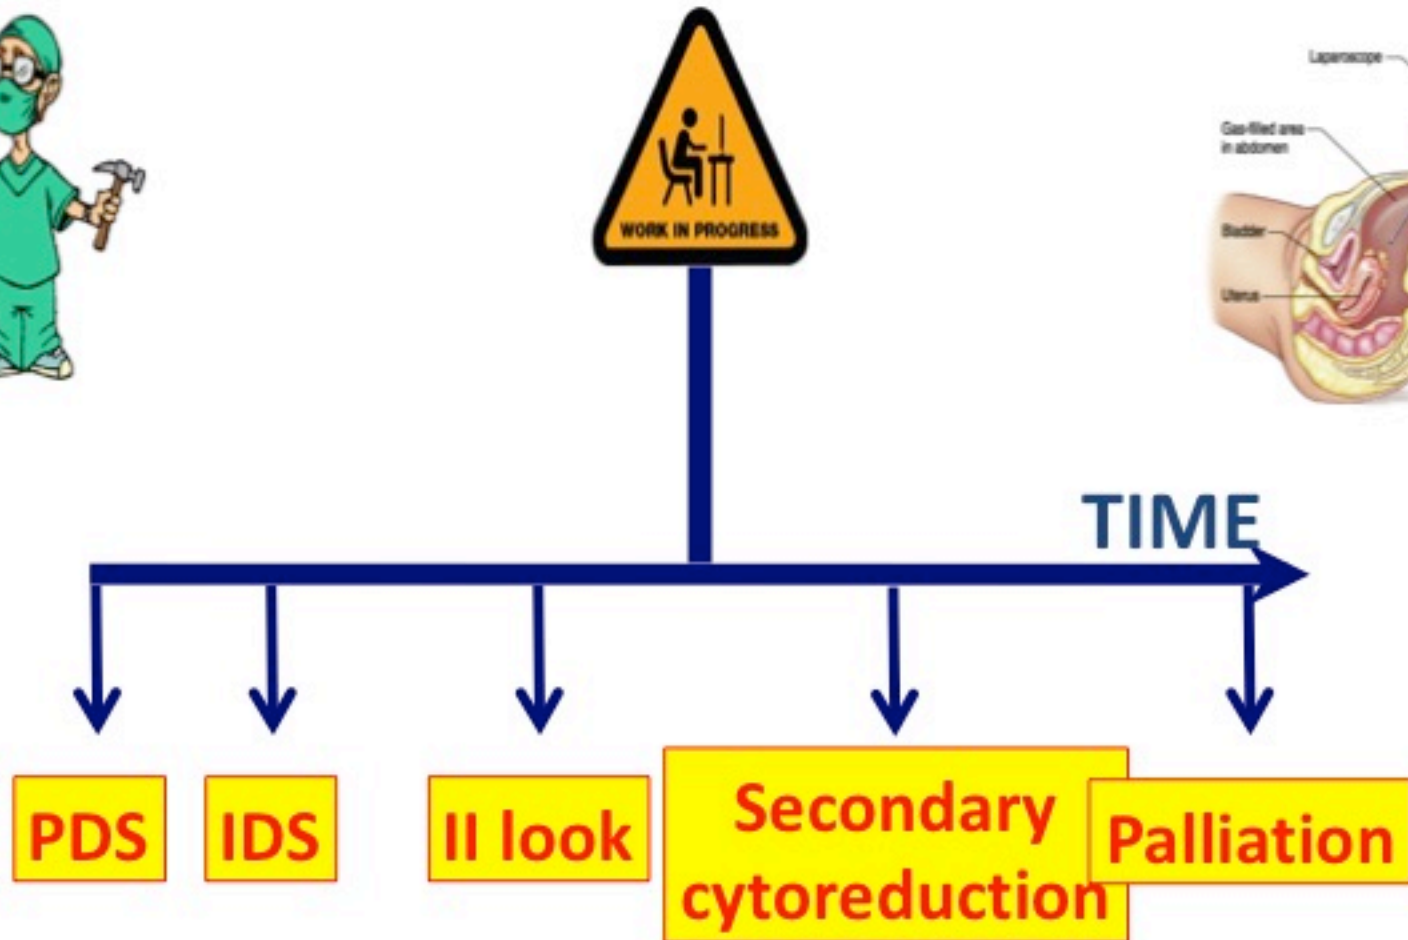 WORK IN PROGRESS
Laparoscope
Gas-filled area
in abdomen
Bladder
Uterus
TIME
PDS
IDS
II look
Secondary
cytoreduction
Palliation